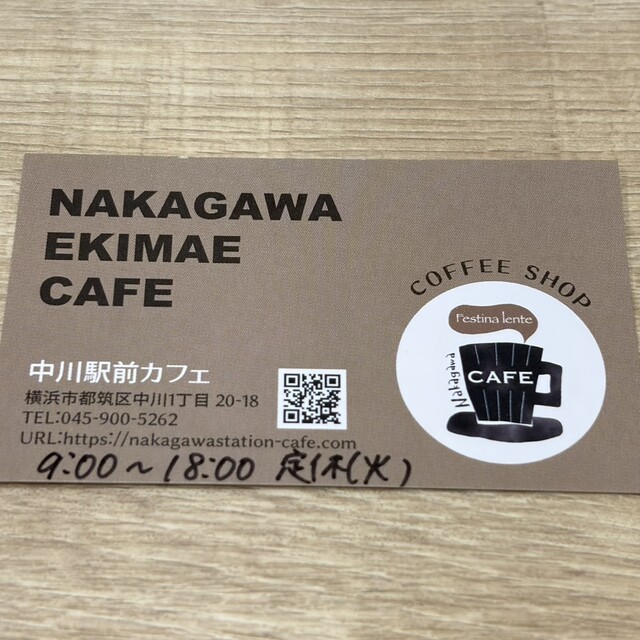 NAKAGAWA
EKIMAE
CAFE
中川駅前カフェ
横浜市都筑区中川1丁目 20-18
TEL:045-900-5262
URL:https://nakagawastation-cafe.com
9:00～18:00 定休(火)
COFFEE SHOP
Festina lente
Nakagawa
CAFE